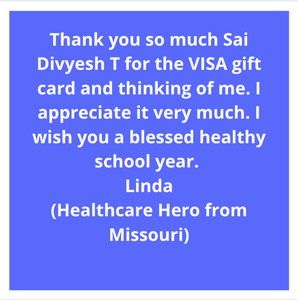 Thank you so much Sai
Divyesh T for the VISA gift
card and thinking of me. I
appreciate it very much. I
wish you a blessed healthy
school year.
Linda
(Healthcare Hero from
Missouri)